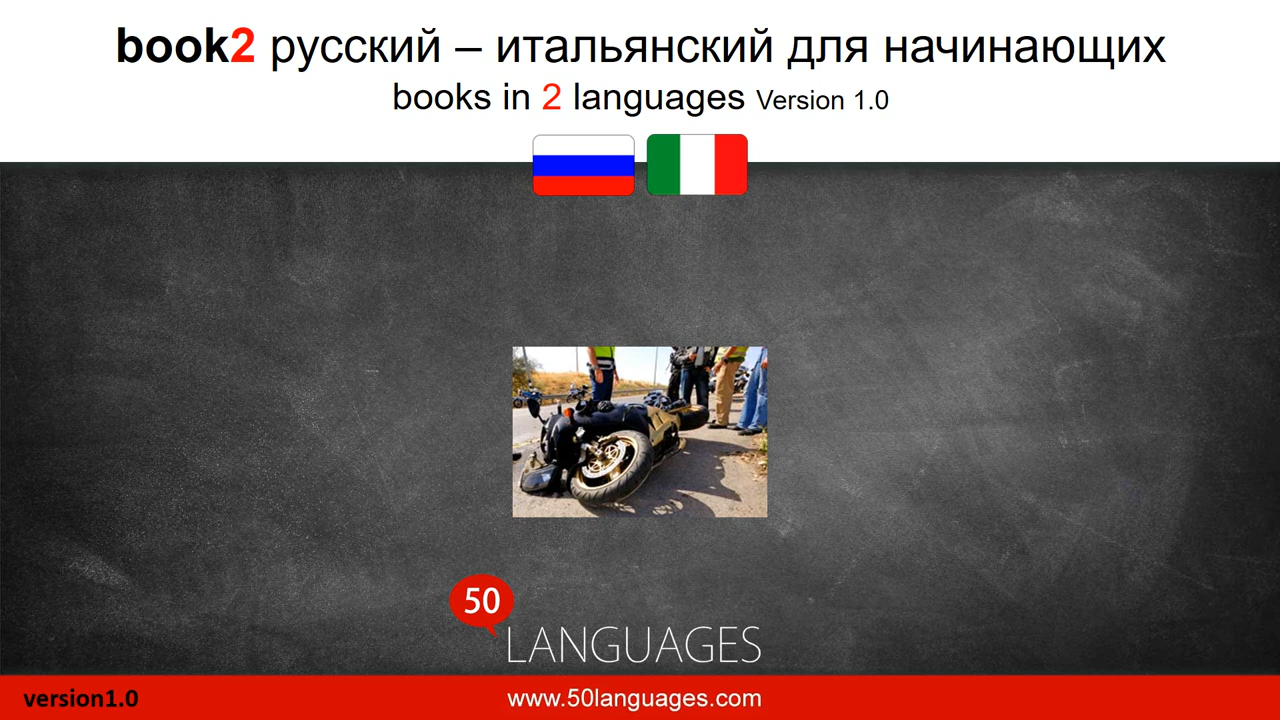 book2 русский – итальянский для начинающих
books in 2 languages Version 1.0
50
LANGUAGES
version1.0
www.50languages.com